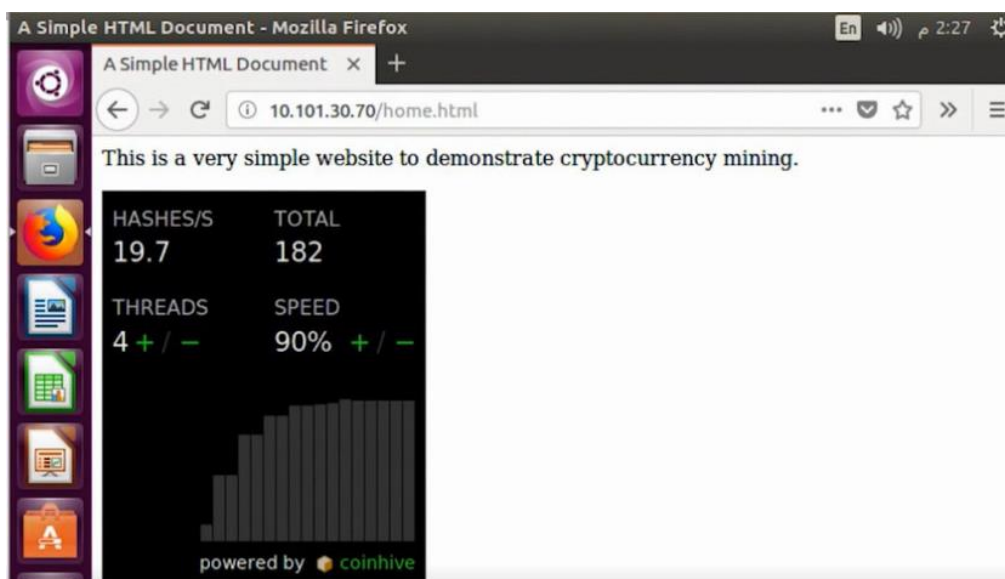 A Simple HTML Document - Mozilla Firefox En م 2:27
A Simple HTML Document × +
10.101.30.70/home.html
This is a very simple website to demonstrate cryptocurrency mining.
HASHES/S TOTAL
19.7 182
THREADS SPEED
4 + / − 90% + / −
powered by coinhive